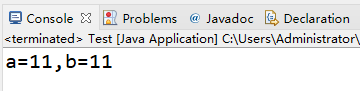 Console Problems @ Javadoc Declaration
<terminated> Test [Java Application] C:\Users\Administrator\
a=11,b=11